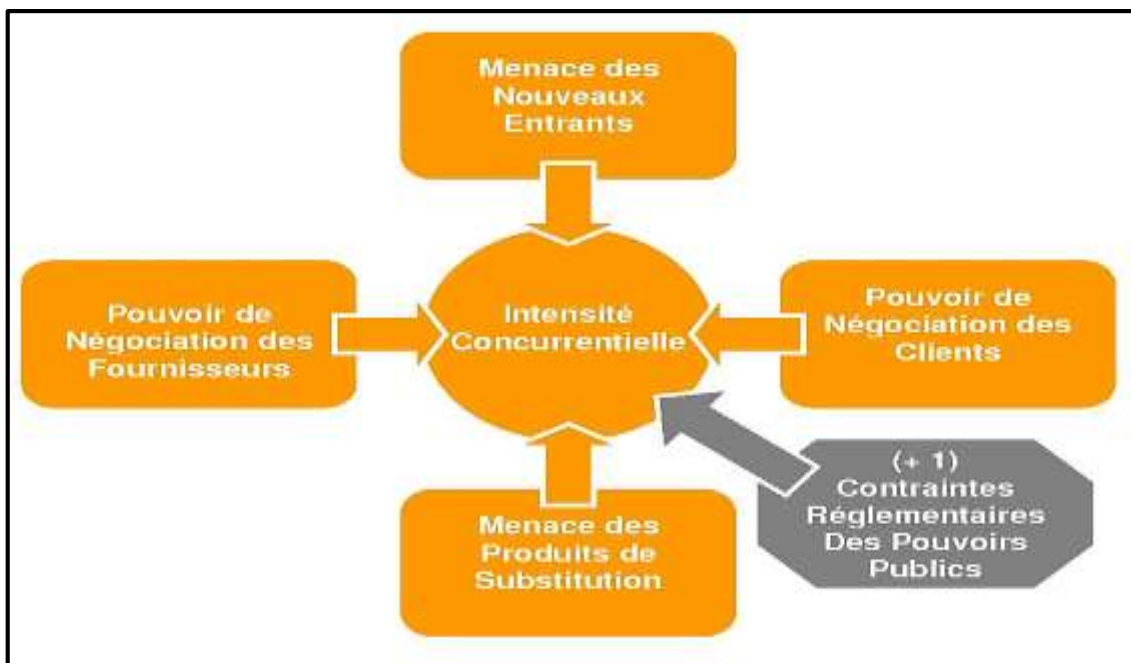 Menace des
Nouveaux
Entrants
Pouvoir de
Négociation des
Fournisseurs
Intensité
Concurrentielle
Pouvoir de
Négociation des
Clients
(+ 1)
Contraintes
Réglementaires
Des Pouvoirs
Publics
Menace des
Produits de
Substitution